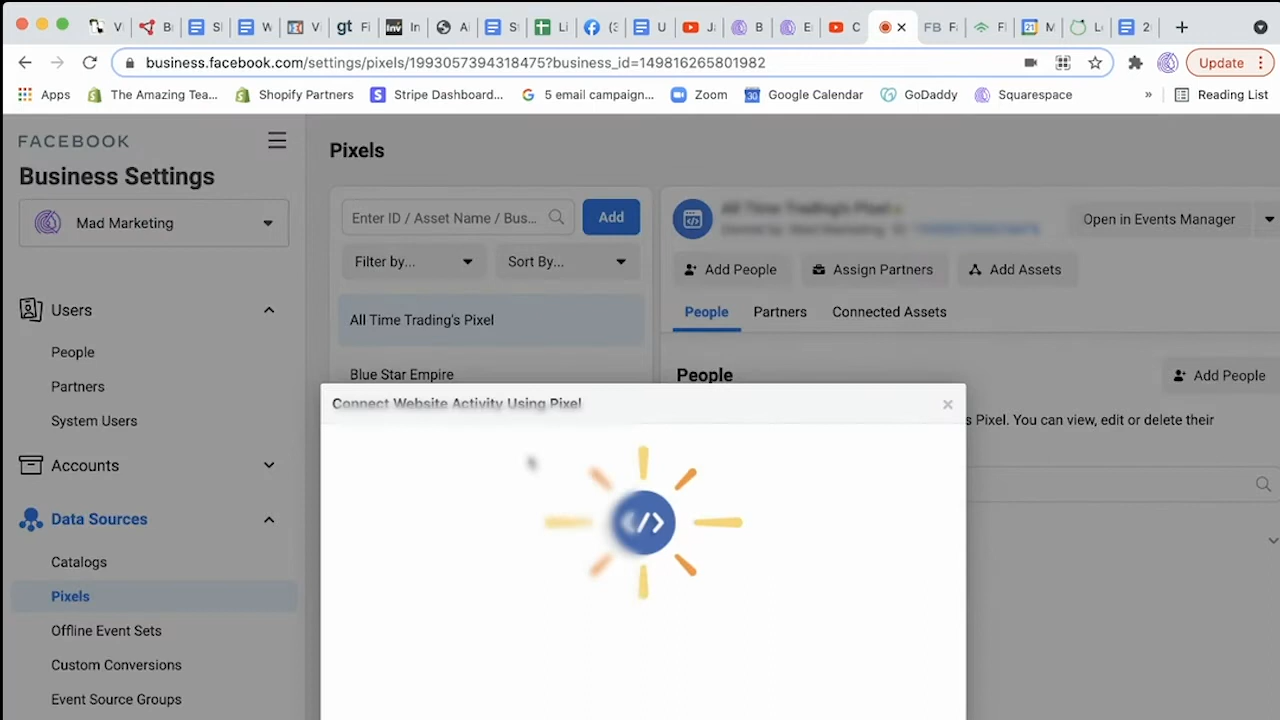 business.facebook.com/settings/pixels/1993057394318475?business_id=149816265801982
Update
Apps
The Amazing Tea...
Shopify Partners
Stripe Dashboard...
5 email campaign...
Zoom
Google Calendar
GoDaddy
Squarespace
»
Reading List
FACEBOOK
Business Settings
Mad Marketing
Users
People
Partners
System Users
Accounts
Data Sources
Catalogs
Pixels
Offline Event Sets
Custom Conversions
Event Source Groups
Pixels
Enter ID / Asset Name / Bus...
Add
Filter by...
Sort By...
All Time Trading's Pixel
Blue Star Empire
All Time Trading's Pixel
Open in Events Manager
Add People
Assign Partners
Add Assets
People
Partners
Connected Assets
People
Add People
s Pixel. You can view, edit or delete their
Connect Website Activity Using Pixel